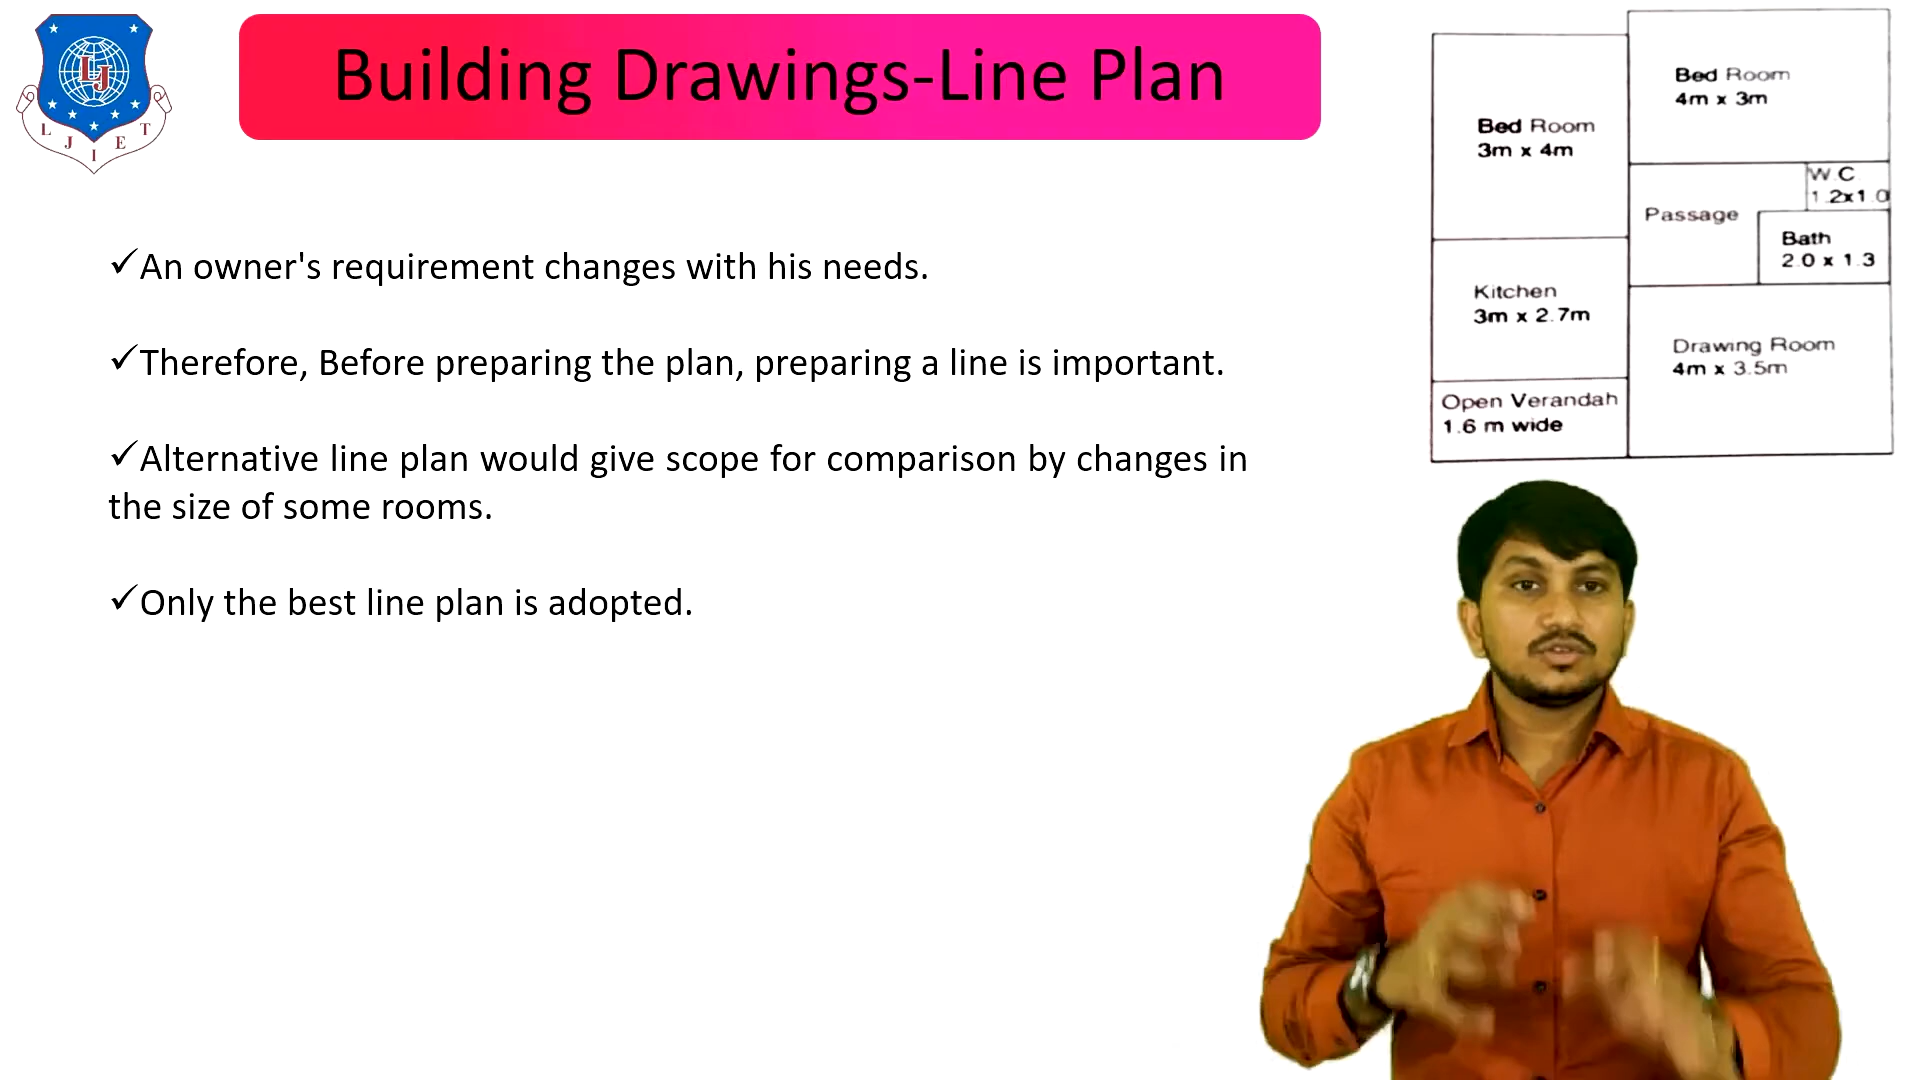 LJ
L J I E T
Building Drawings-Line Plan
✓An owner's requirement changes with his needs.
✓Therefore, Before preparing the plan, preparing a line is important.
✓Alternative line plan would give scope for comparison by changes in
the size of some rooms.
✓Only the best line plan is adopted.
Bed Room
3m x 4m
Bed Room
4m x 3m
W C
1.2x1.0
Passage
Bath
2.0 x 1.3
Kitchen
3m x 2.7m
Drawing Room
4m x 3.5m
Open Verandah
1.6 m wide